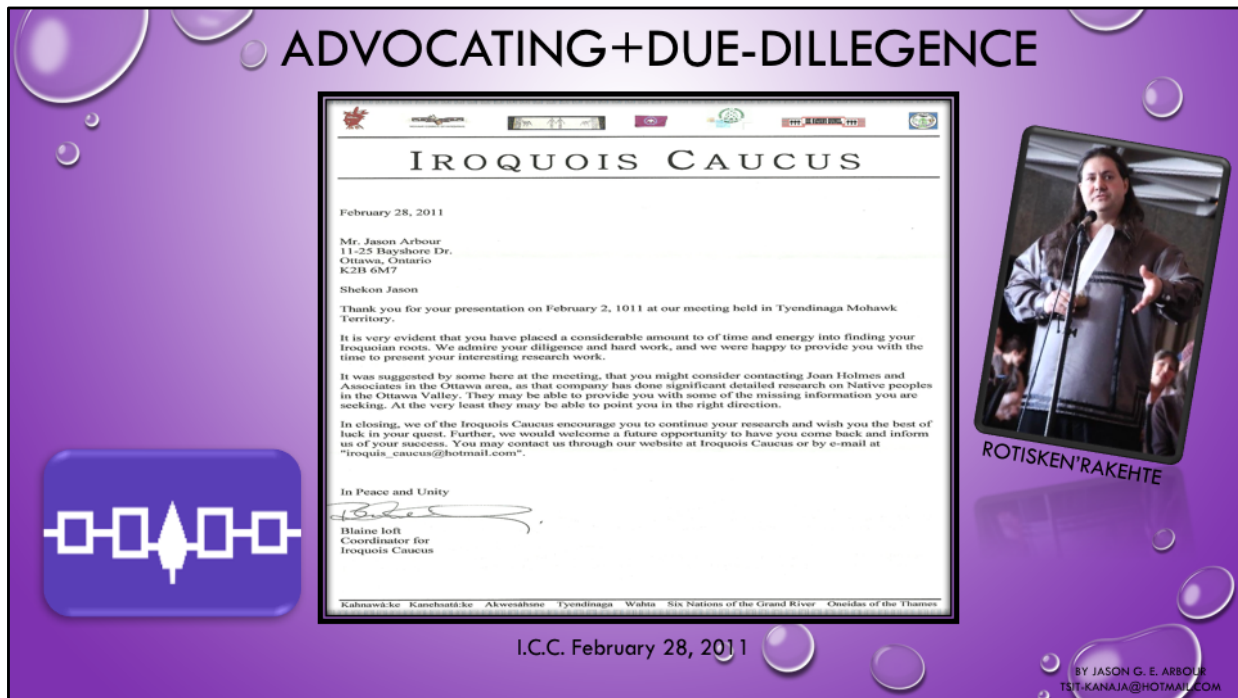 ADVOCATING+DUE-DILLEGENCE
IROQUOIS CAUCUS
February 28, 2011
Mr. Jason Arbour
11-25 Bayshore Dr.
Ottawa, Ontario
K2B 6M7
Shekon Jason
Thank you for your presentation on February 2, 1011 at our meeting held in Tyendinaga Mohawk
Territory.
It is very evident that you have placed a considerable amount to of time and energy into finding your
Iroquoian roots. We admire your diligence and hard work, and we were happy to provide you with the
time to present your interesting research work.
It was suggested by some here at the meeting, that you might consider contacting Joan Holmes and
Associates in the Ottawa area, as that company has done significant detailed research on Native peoples
in the Ottawa Valley. They may be able to provide you with some of the missing information you are
seeking. At the very least they may be able to point you in the right direction.
In closing, we of the Iroquois Caucus encourage you to continue your research and wish you the best of
luck in your quest. Further, we would welcome a future opportunity to have you come back and inform
us of your success. You may contact us through our website at Iroquois Caucus or by e-mail at
"iroquis_caucus@hotmail.com".
In Peace and Unity
Blaine loft
Coordinator for
Iroquois Caucus
Kahnawà:ke Kanehsatà:ke Akwesáhsne Tyendinaga Wahta Six Nations of the Grand River Oneidas of the Thames
I.C.C. February 28, 2011
ROTISKEN'RAKEHTE
BY JASON G. E. ARBOUR
TSIT-KANAJA@HOTMAIL.COM